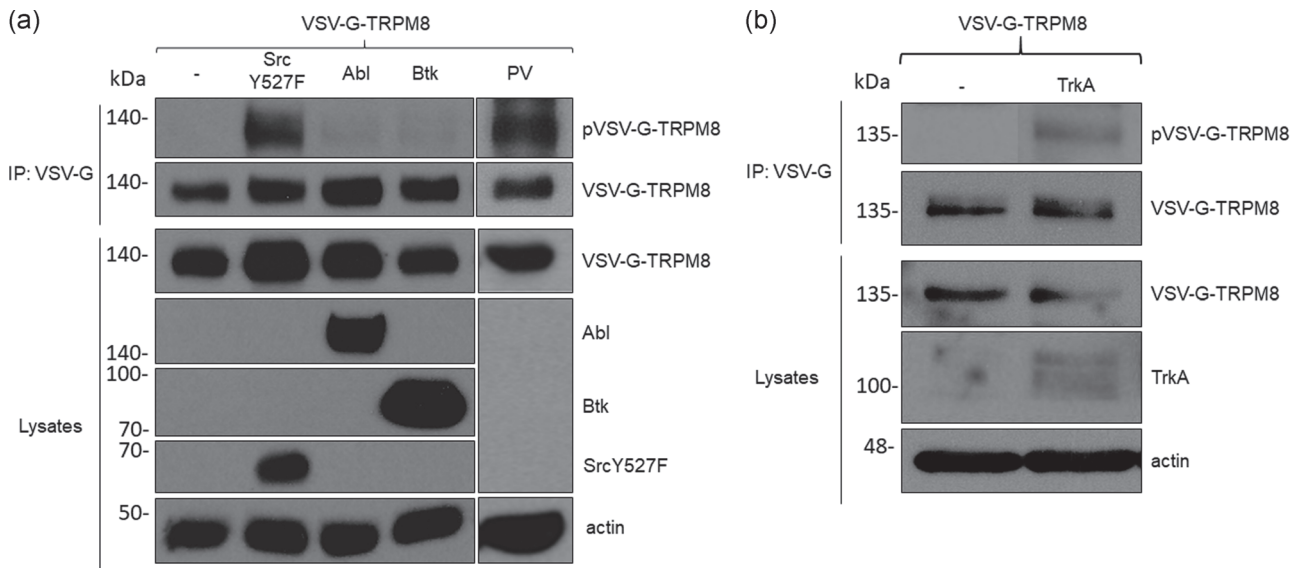 (a)
VSV-G-TRPM8
kDa
-
Src
Y527F
Abl
Btk
PV
IP: VSV-G
140-
pVSV-G-TRPM8
140-
VSV-G-TRPM8
Lysates
140-
VSV-G-TRPM8
140-
Abl
100-
70-
Btk
70-
SrcY527F
50-
actin
(b)
VSV-G-TRPM8
kDa
-
TrkA
IP: VSV-G
135-
pVSV-G-TRPM8
135-
VSV-G-TRPM8
Lysates
135-
VSV-G-TRPM8
100-
TrkA
48-
actin